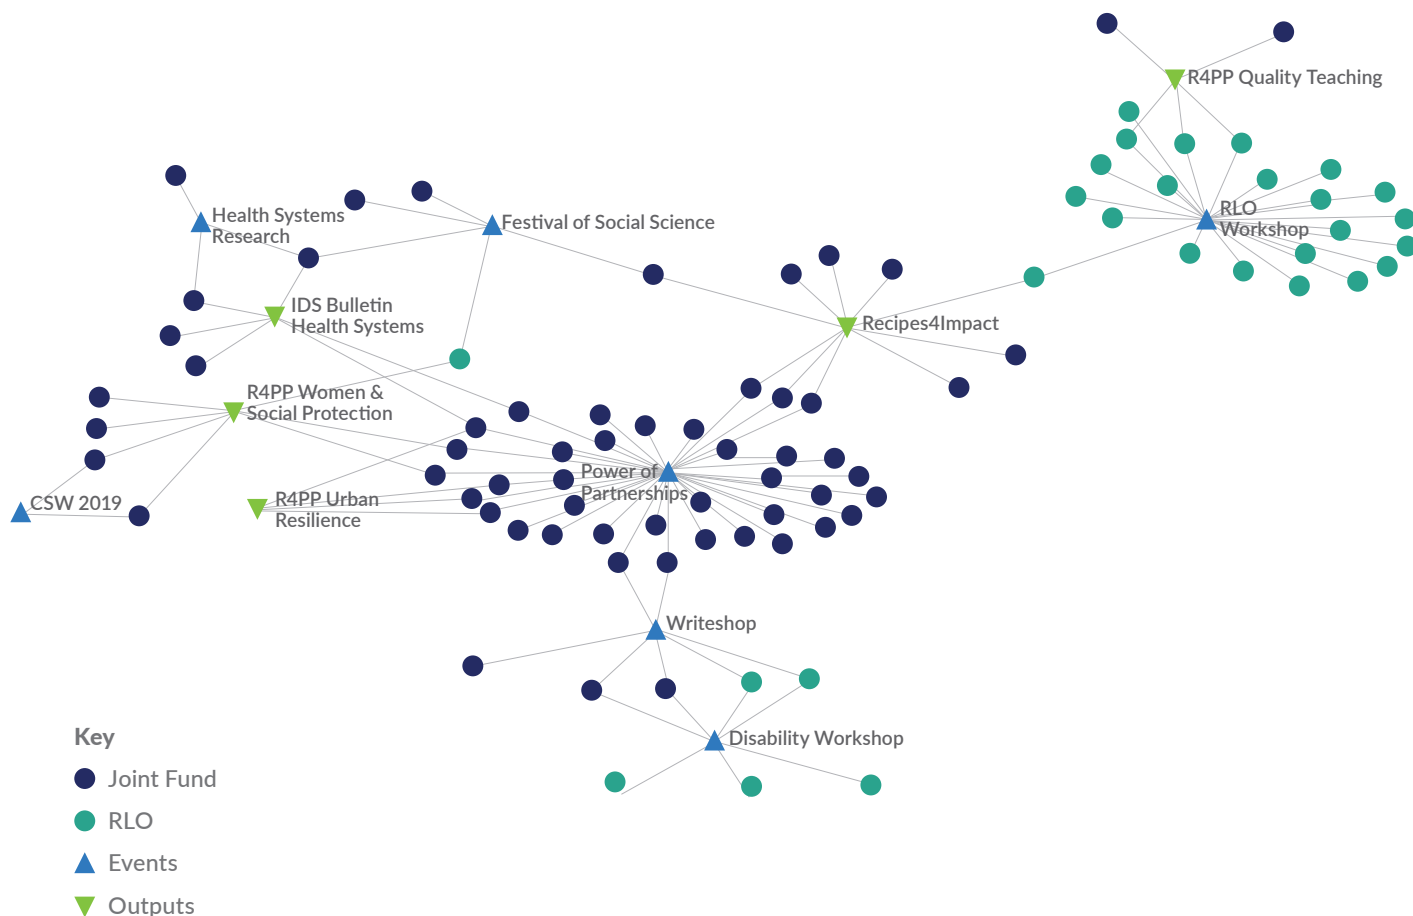 R4PP Quality Teaching
Health Systems
Research
Festival of Social Science
RLO
Workshop
IDS Bulletin
Health Systems
Recipes4Impact
R4PP Women &
Social Protection
Power of
Partnerships
CSW 2019
R4PP Urban
Resilience
Writeshop
Disability Workshop
Key
Joint Fund
RLO
Events
Outputs